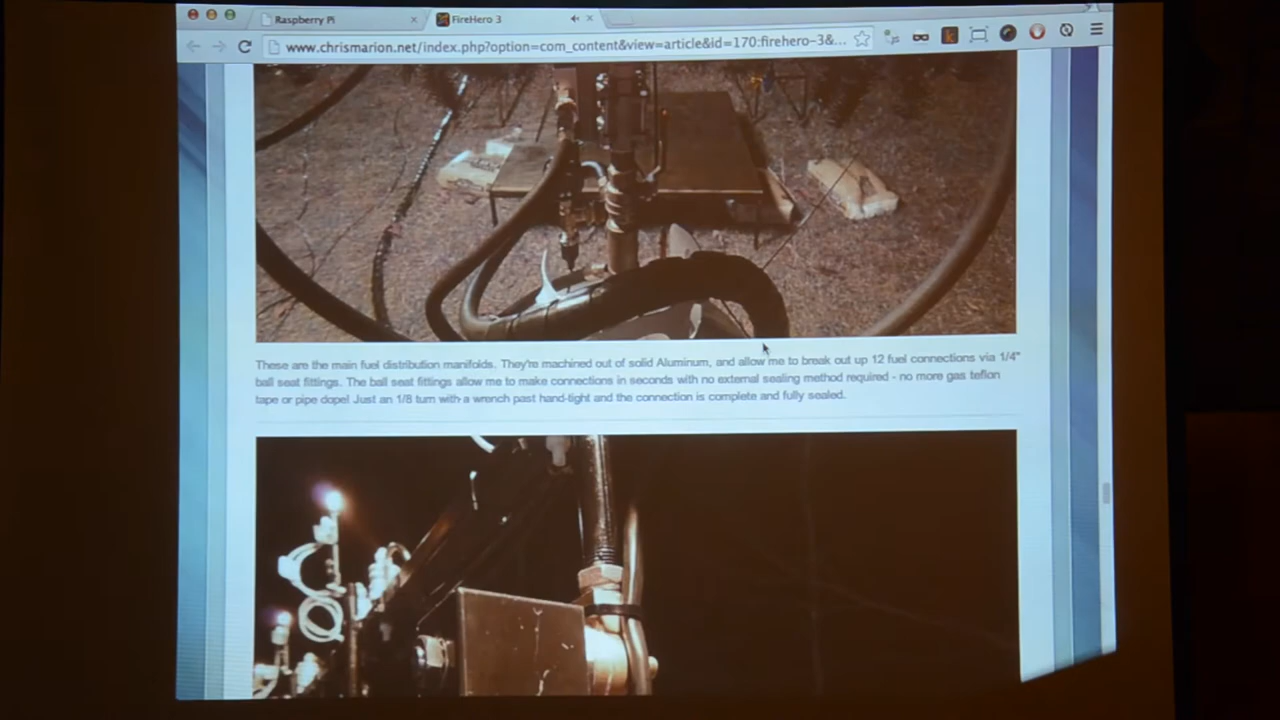 Raspberry Pi
FireHero 3
www.chrismarion.net/index.php?option=com_content&view=article&id=170:firehero-3&...
These are the main fuel distribution manifolds. They're machined out of solid Aluminum, and allow me to break out up 12 fuel connections via 1/4"
ball seat fittings. The ball seat fittings allow me to make connections in seconds with no external sealing method required - no more gas teflon
tape or pipe dope! Just an 1/8 turn with a wrench past hand-tight and the connection is complete and fully sealed.